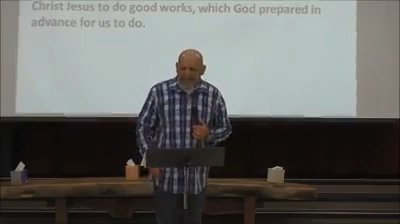 Christ Jesus to do good works, which God prepared in
advance for us to do.